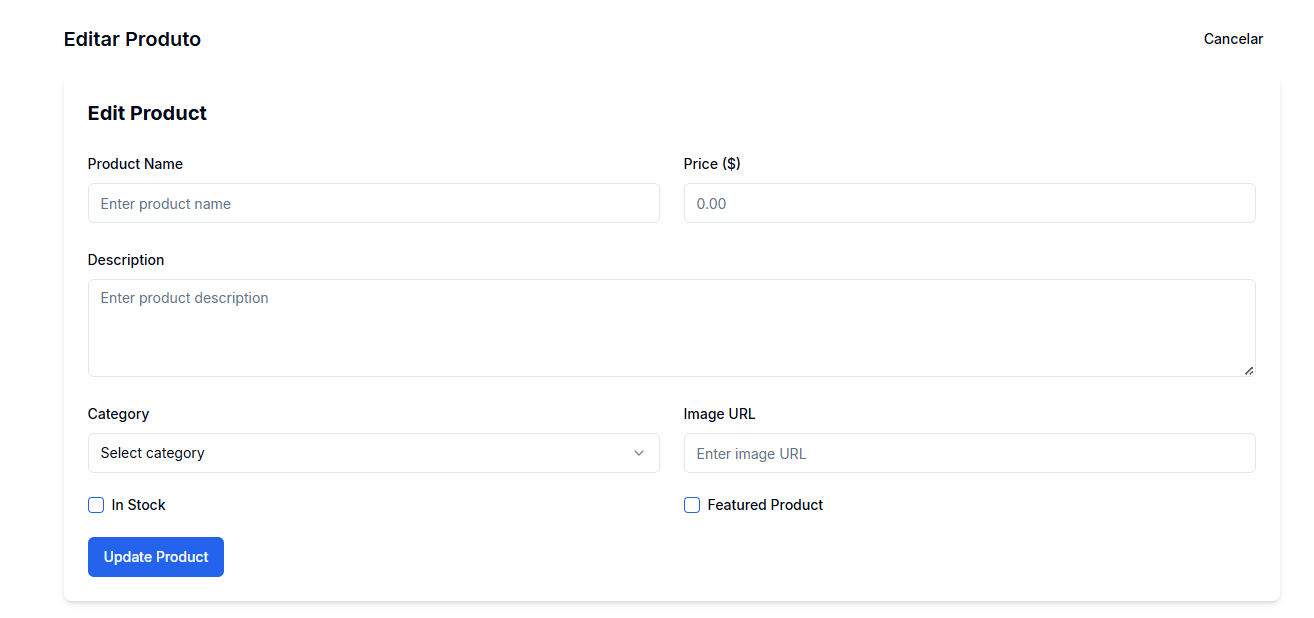 Editar Produto
Cancelar
Edit Product
Product Name
Price ($)
Enter product name
0.00
Description
Enter product description
Category
Image URL
Select category
Enter image URL
In Stock
Featured Product
Update Product